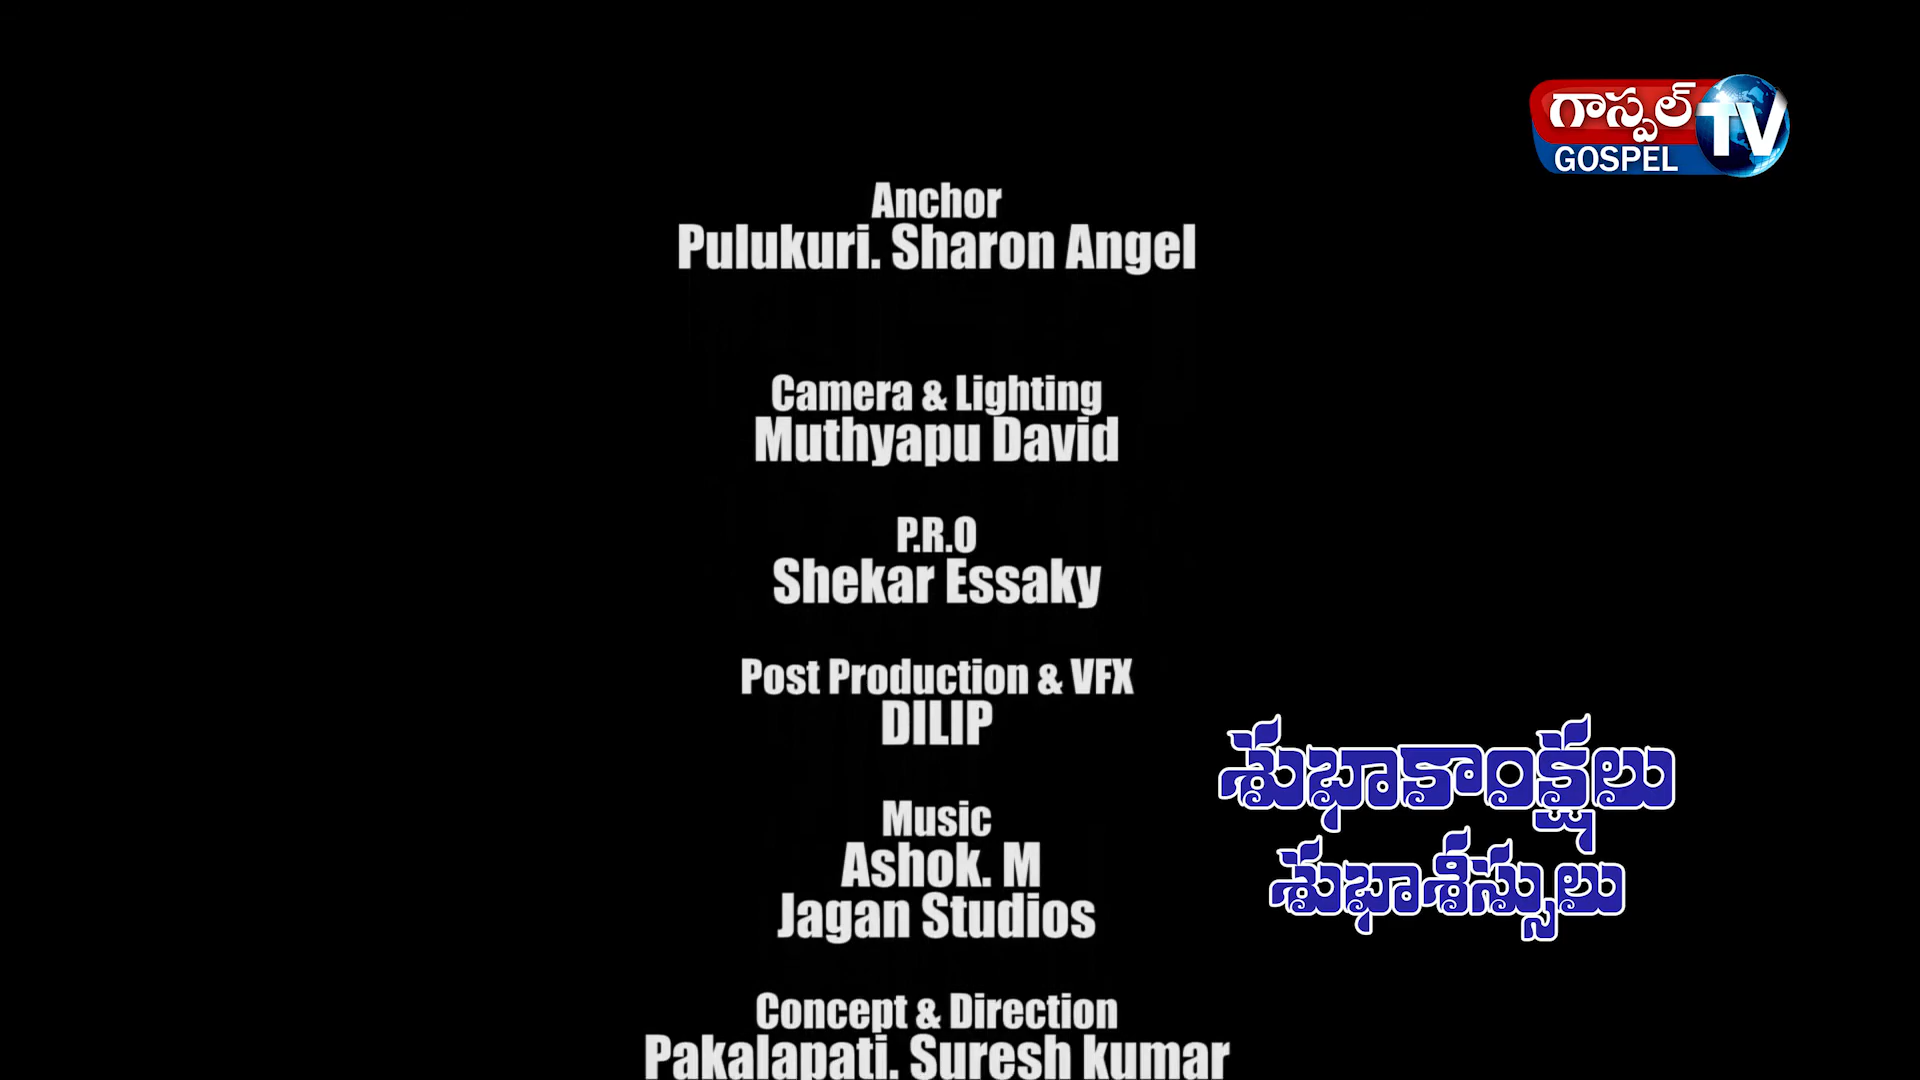 గాస్పల్ TV
GOSPEL
Anchor
Pulukuri. Sharon Angel
Camera & Lighting
Muthyapu David
P.R.O
Shekar Essaky
Post Production & VFX
DILIP
Music
Ashok. M
Jagan Studios
Concept & Direction
Pakalapati. Suresh kumar
శుభాకాంక్షలు
శుభాశీస్సులు